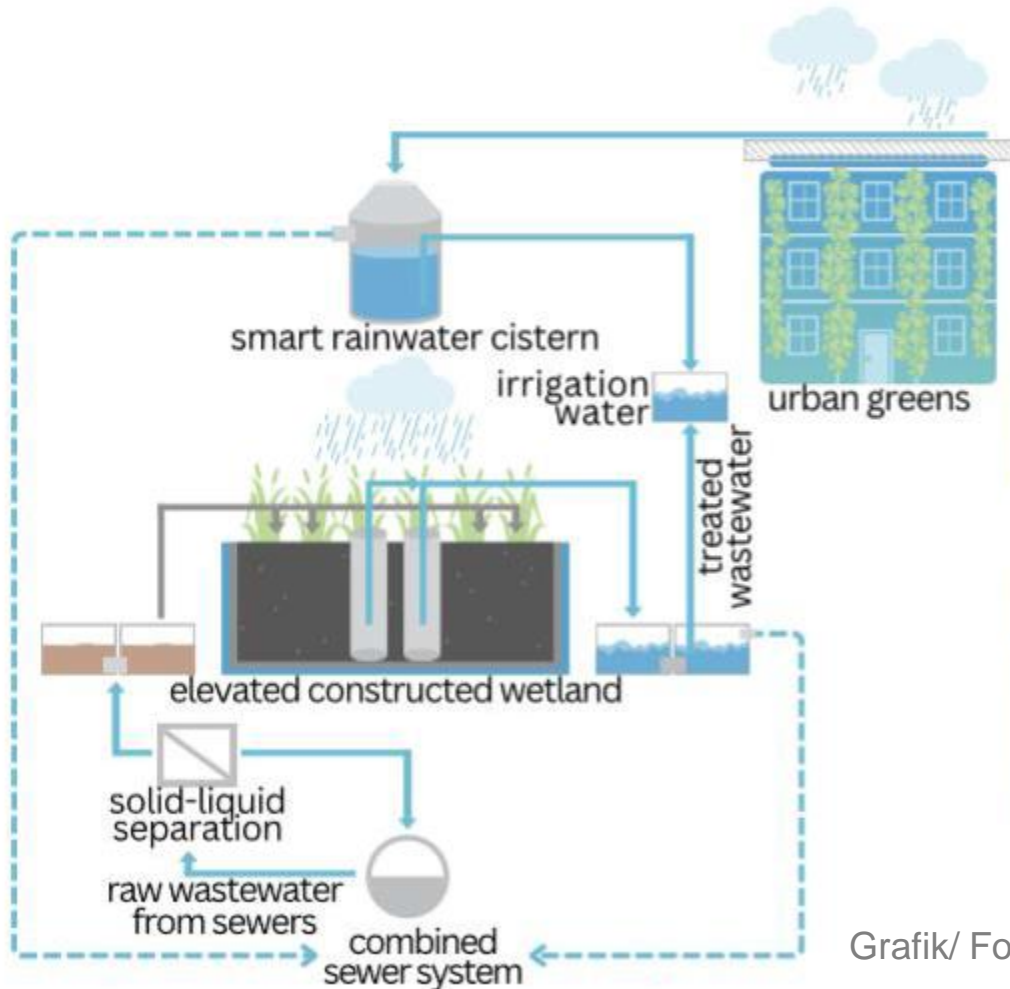 smart rainwater cistern
irrigation
water
urban greens
treated
wastewater
elevated constructed wetland
solid-liquid
separation
raw wastewater
from sewers
combined
sewer system
Grafik/ Fo